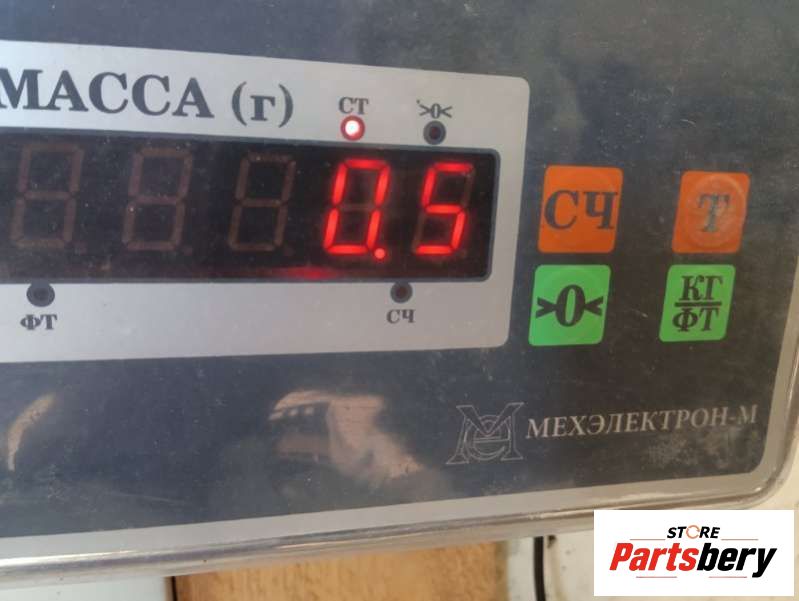 МАССА (г)
СТ
>0<
0.5
СЧ
Т
ФТ
СЧ
>0<
КГ
ФТ
МЕХЭЛЕКТРОН-М
STORE
Partsbery